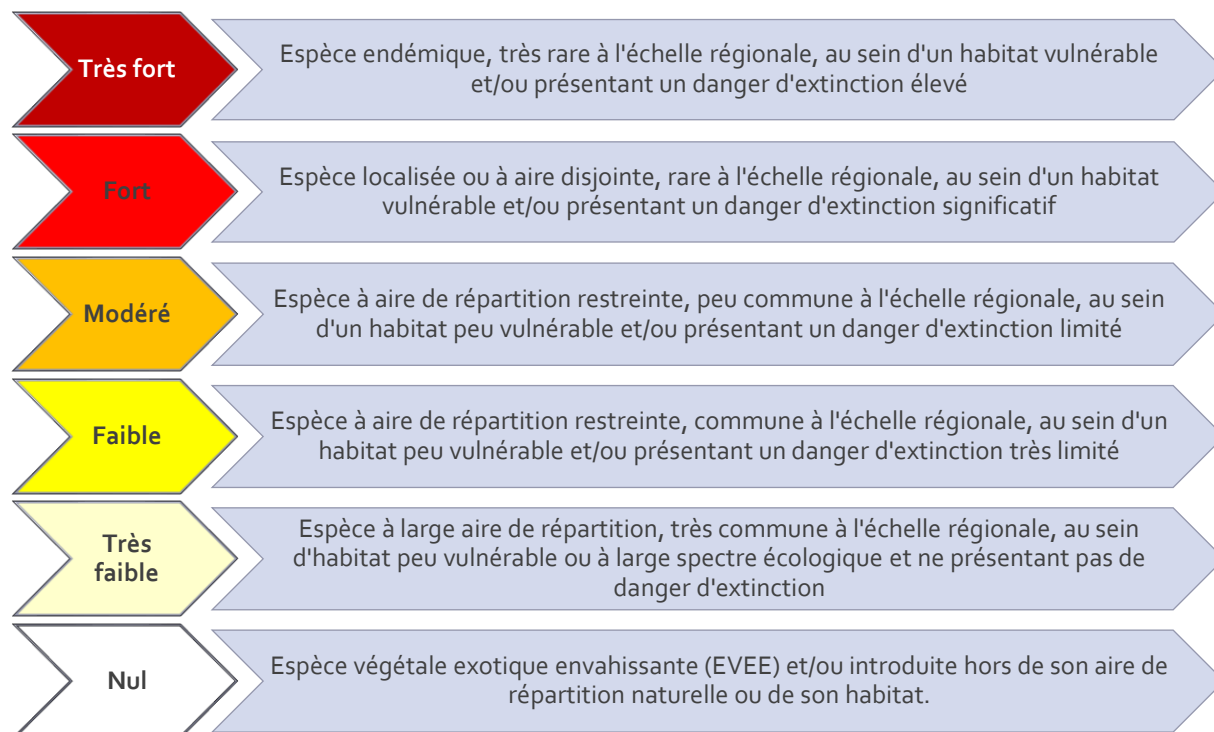 Très fort
Espèce endémique, très rare à l'échelle régionale, au sein d'un habitat vulnérable
et/ou présentant un danger d'extinction élevé
Fort
Espèce localisée ou à aire disjointe, rare à l'échelle régionale, au sein d'un habitat
vulnérable et/ou présentant un danger d'extinction significatif
Modéré
Espèce à aire de répartition restreinte, peu commune à l'échelle régionale, au sein
d'un habitat peu vulnérable et/ou présentant un danger d'extinction limité
Faible
Espèce à aire de répartition restreinte, commune à l'échelle régionale, au sein d'un
habitat peu vulnérable et/ou présentant un danger d'extinction très limité
Très
faible
Espèce à large aire de répartition, très commune à l'échelle régionale, au sein
d'habitat peu vulnérable ou à large spectre écologique et ne présentant pas de
danger d'extinction
Nul
Espèce végétale exotique envahissante (EVEE) et/ou introduite hors de son aire de
répartition naturelle ou de son habitat.